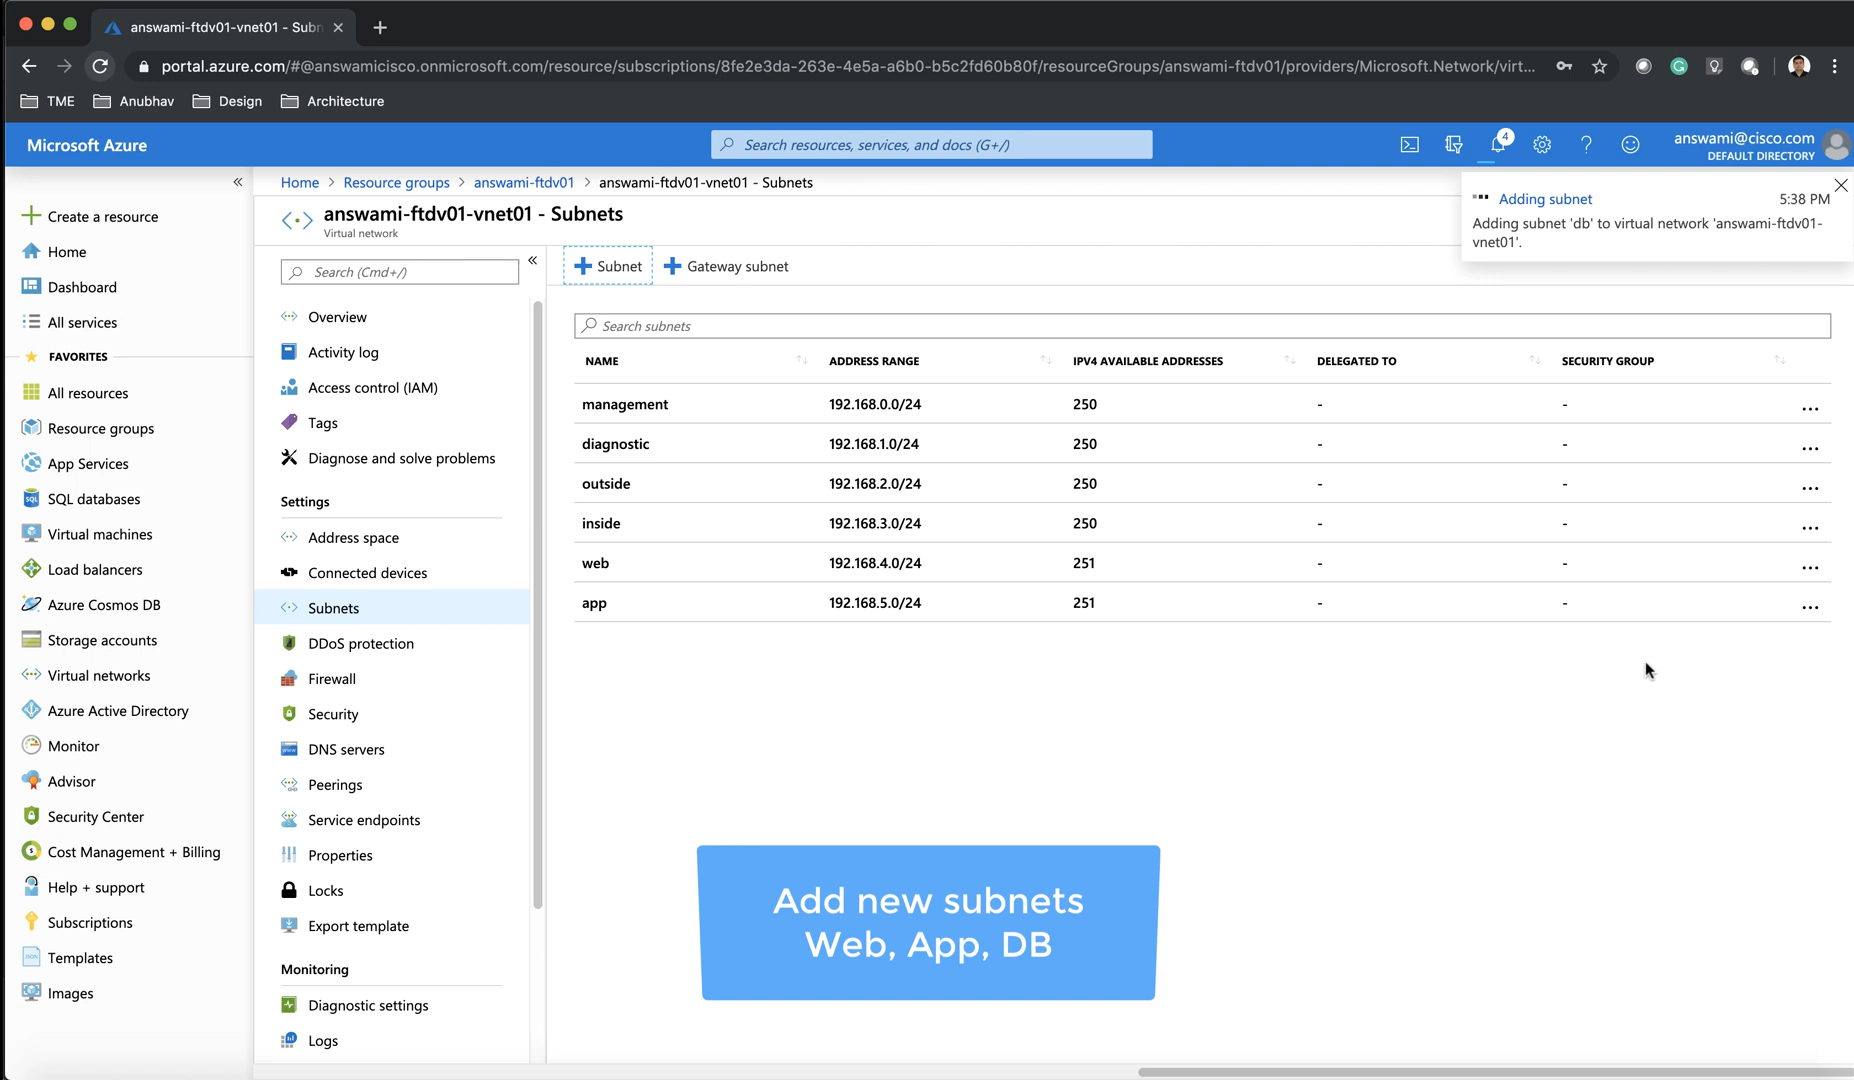 answami-ftdv01-vnet01 - Subn
portal.azure.com/#@answamicisco.onmicrosoft.com/resource/subscriptions/8fe2e3da-263e-4e5a-a6b0-b5c2fd60b80f/resourceGroups/answami-ftdv01/providers/Microsoft.Network/virt...
TME Anubhav Design Architecture
Microsoft Azure
Search resources, services, and docs (G+/)
4
answami@cisco.com
DEFAULT DIRECTORY
Home > Resource groups > answami-ftdv01 > answami-ftdv01-vnet01 - Subnets
Adding subnet 5:38 PM
Adding subnet 'db' to virtual network 'answami-ftdv01-
vnet01'.
Create a resource
Home
Dashboard
All services
FAVORITES
All resources
Resource groups
App Services
SQL databases
Virtual machines
Load balancers
Azure Cosmos DB
Storage accounts
Virtual networks
Azure Active Directory
Monitor
Advisor
Security Center
Cost Management + Billing
Help + support
Subscriptions
Templates
Images
answami-ftdv01-vnet01 - Subnets
Virtual network
Search (Cmd+/)
Overview
Activity log
Access control (IAM)
Tags
Diagnose and solve problems
Settings
Address space
Connected devices
Subnets
DDoS protection
Firewall
Security
DNS servers
Peerings
Service endpoints
Properties
Locks
Export template
Monitoring
Diagnostic settings
Logs
+ Subnet + Gateway subnet
Search subnets
NAME ADDRESS RANGE IPV4 AVAILABLE ADDRESSES DELEGATED TO SECURITY GROUP
management 192.168.0.0/24 250 - - ...
diagnostic 192.168.1.0/24 250 - - ...
outside 192.168.2.0/24 250 - - ...
inside 192.168.3.0/24 250 - - ...
web 192.168.4.0/24 251 - - ...
app 192.168.5.0/24 251 - - ...
Add new subnets
Web, App, DB